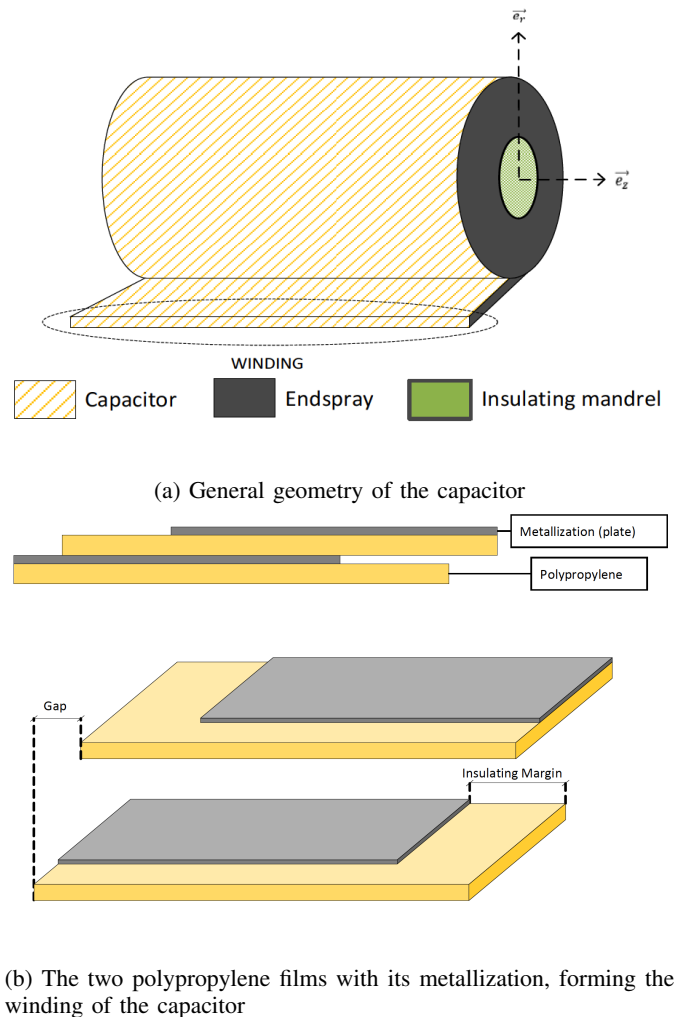 e_r
e_z
WINDING
Capacitor
Endspray
Insulating mandrel
(a) General geometry of the capacitor
Metallization (plate)
Polypropylene
Gap
Insulating Margin
(b) The two polypropylene films with its metallization, forming the
winding of the capacitor